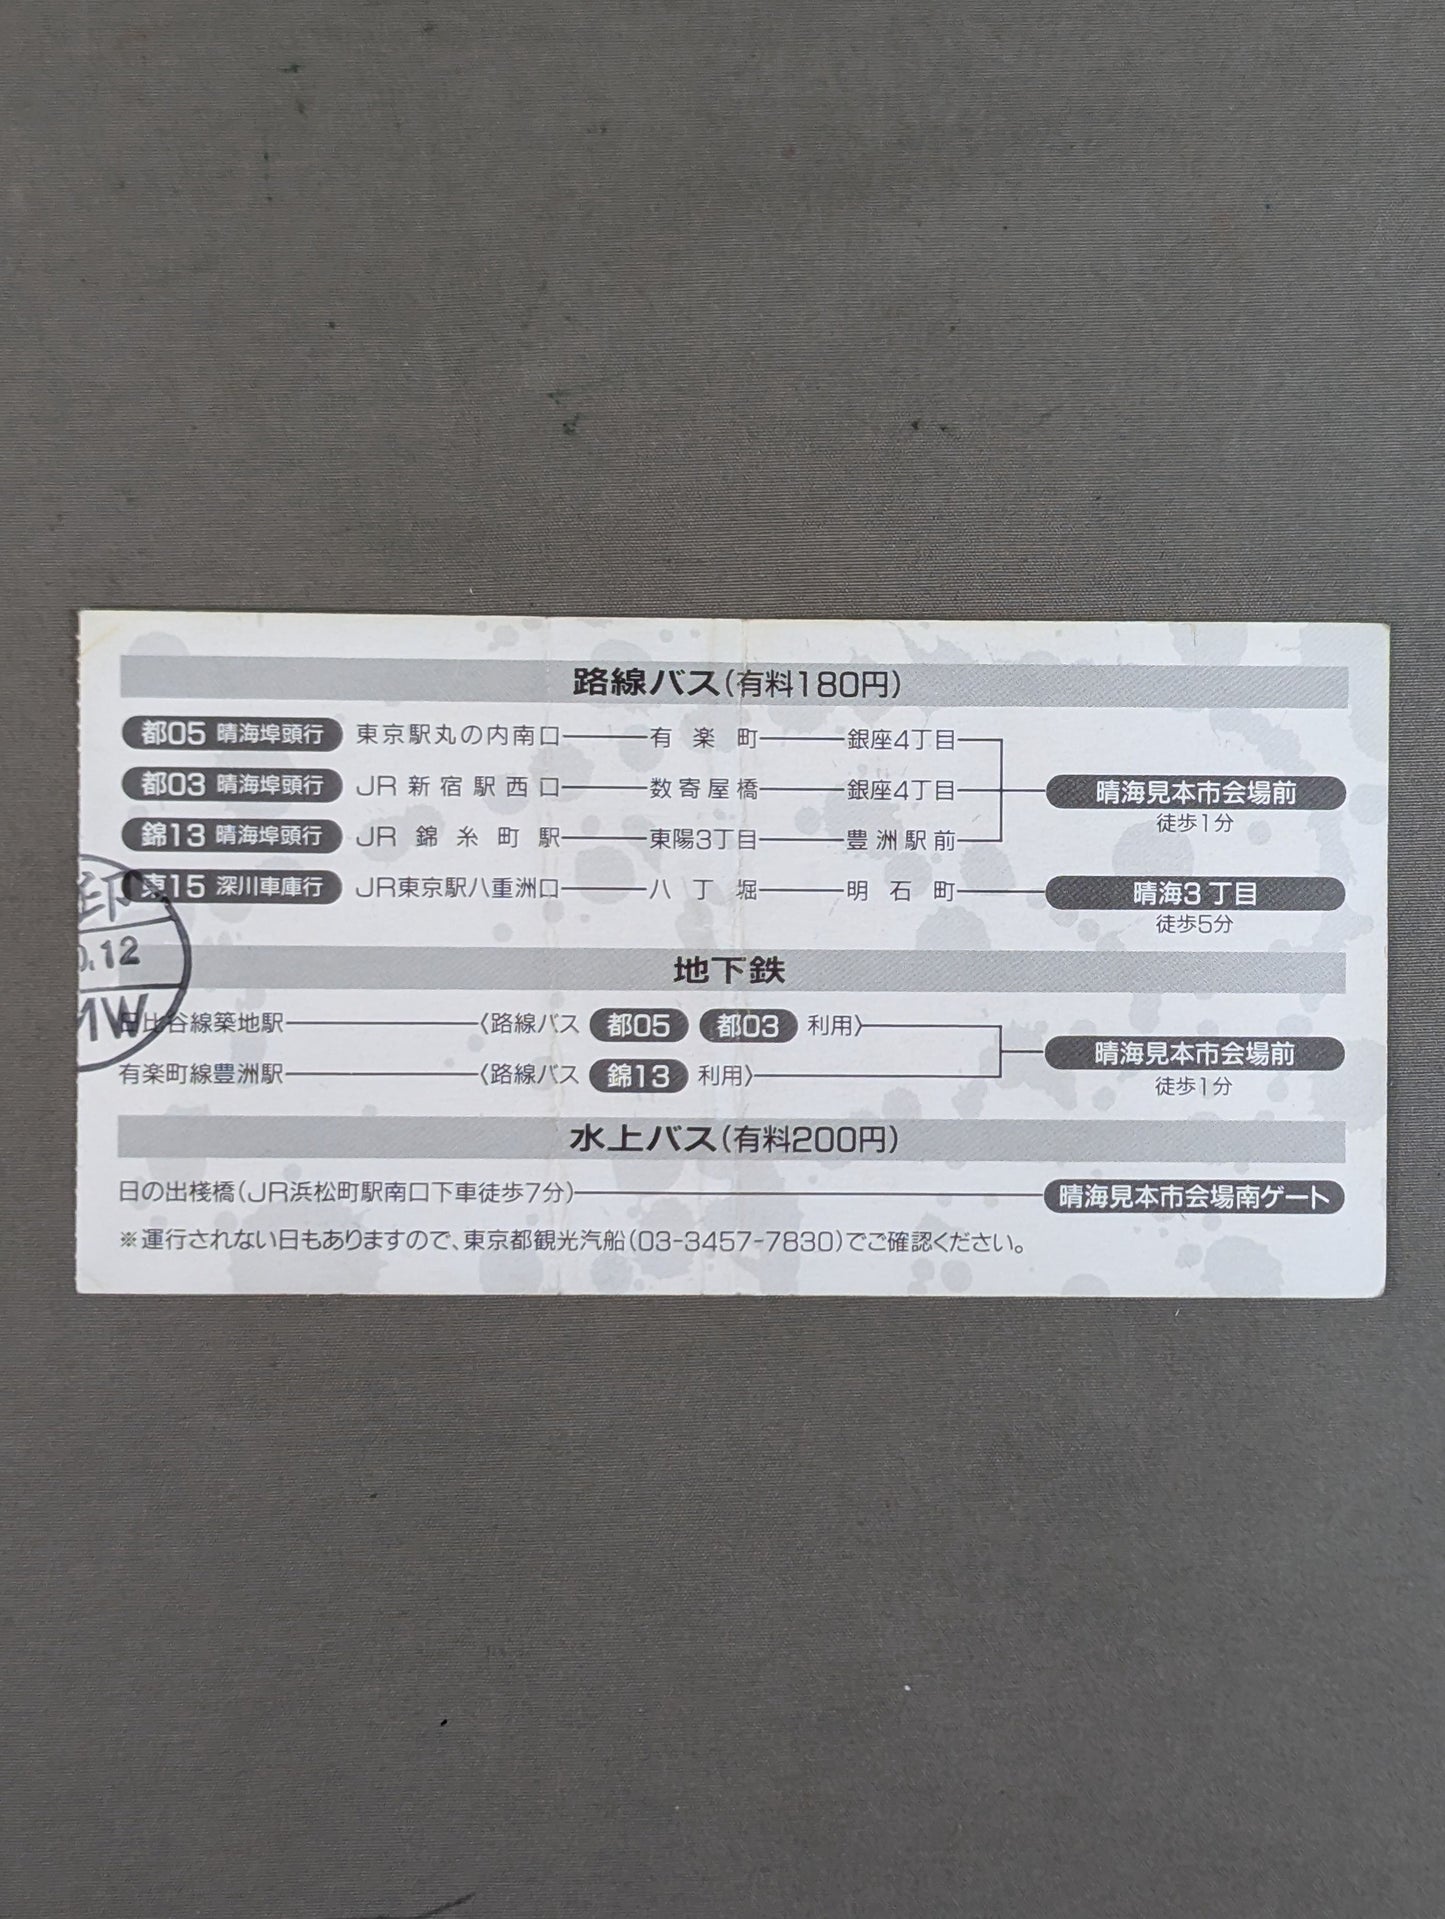 路線バス(有料180円)
都05 晴海埠頭行 東京駅丸の内南口 有楽町 銀座4丁目
都03 晴海埠頭行 JR新宿駅西口 数寄屋橋 銀座4丁目 晴海見本市会場前
錦13 晴海埠頭行 JR錦糸町駅 東陽3丁目 豊洲駅前 徒歩1分
東15 深川車庫行 JR東京駅八重洲口 八丁堀 明石町 晴海3丁目
徒歩5分
印
.12
MW
地下鉄
日比谷線築地駅 〈路線バス 都05 都03 利用〉 晴海見本市会場前
有楽町線豊洲駅 〈路線バス 錦13 利用〉 徒歩1分
水上バス(有料200円)
日の出棧橋(JR浜松町駅南口下車徒歩7分) 晴海見本市会場南ゲート
※運行されない日もありますので、東京都観光汽船(03-3457-7830)でご確認ください。